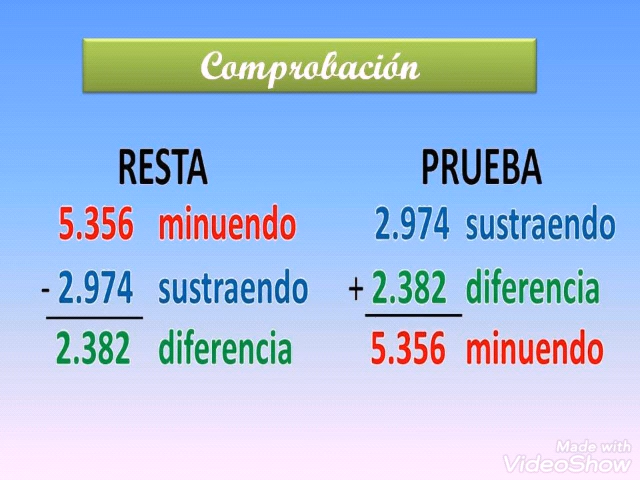 Comprobación
RESTA
5.356 minuendo
- 2.974 sustraendo
2.382 diferencia
PRUEBA
2.974 sustraendo
+ 2.382 diferencia
5.356 minuendo
Made with
VideoShow